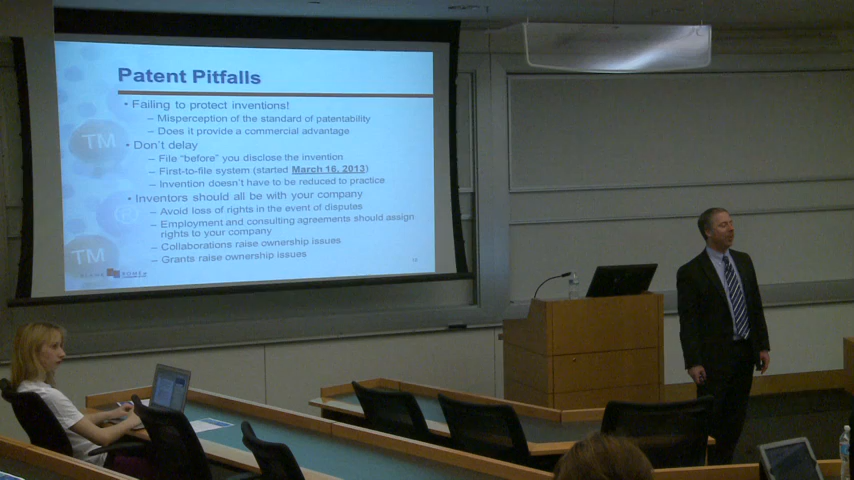 Patent Pitfalls
• Failing to protect inventions!
– Misperception of the standard of patentability
– Does it provide a commercial advantage
• Don't delay
– File "before" you disclose the invention
– First-to-file system (started March 16, 2013)
– Invention doesn't have to be reduced to practice
• Inventors should all be with your company
– Avoid loss of rights in the event of disputes
– Employment and consulting agreements should assign
rights to your company
– Collaborations raise ownership issues
– Grants raise ownership issues
TM
TM
BLANK ROME